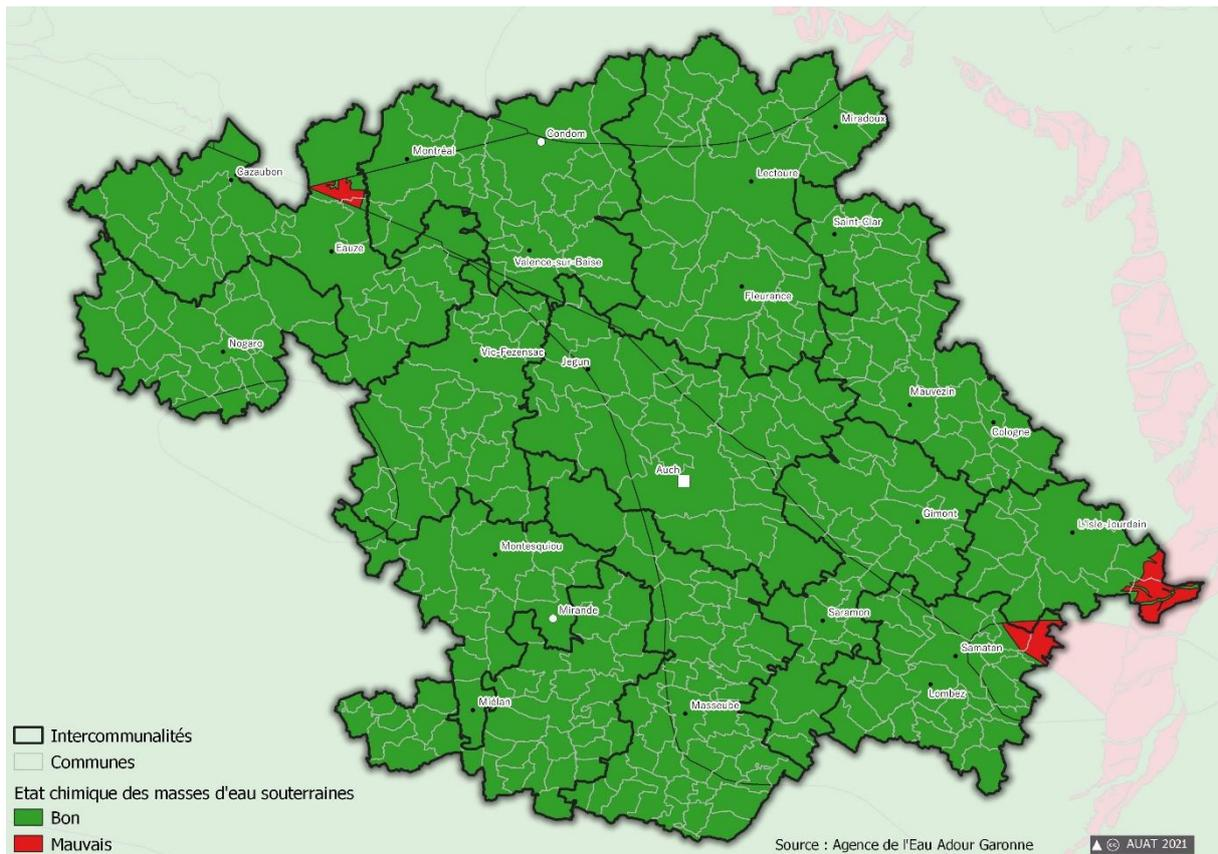 Miradoux
Condom
Montréal
Cazaubon
Lectoure
Saint-Clar
Eauze
Valence-sur-Baïse
Fleurance
Nogaro
Vic-Fezensac
Jegun
Mauvezin
Cologne
Auch
Gimont
L'Isle-Jourdain
Montesquiou
Mirande
Saramon
Samatan
Lombez
Miélan
Masseube
Intercommunalités
Communes
Etat chimique des masses d'eau souterraines
Bon
Mauvais
Source : Agence de l'Eau Adour Garonne
cc AUAT 2021